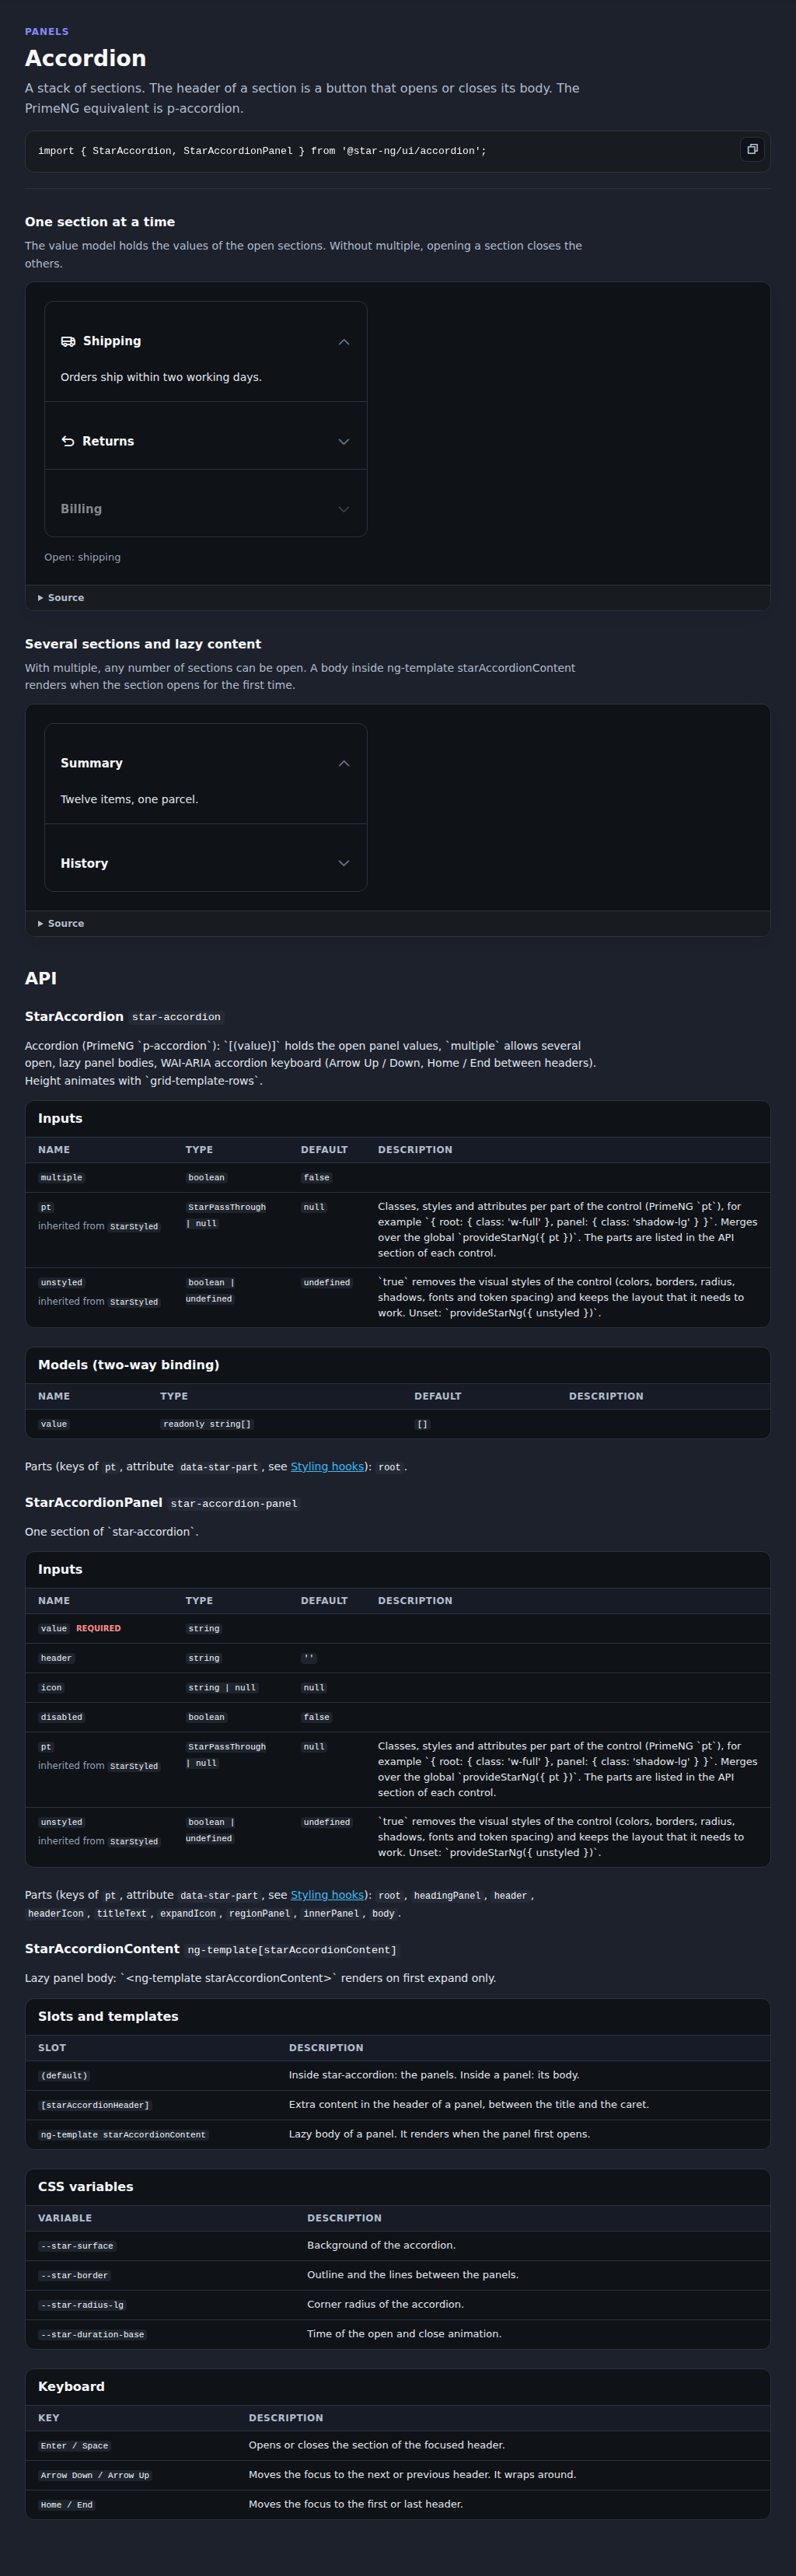 PANELS
Accordion
A stack of sections. The header of a section is a button that opens or closes its body. The
PrimeNG equivalent is p-accordion.
import { StarAccordion, StarAccordionPanel } from '@star-ng/ui/accordion';
One section at a time
The value model holds the values of the open sections. Without multiple, opening a section closes the
others.
Shipping
Orders ship within two working days.
Returns
Billing
Open: shipping
Source
Several sections and lazy content
With multiple, any number of sections can be open. A body inside ng-template starAccordionContent
renders when the section opens for the first time.
Summary
Twelve items, one parcel.
History
Source
API
StarAccordion star-accordion
Accordion (PrimeNG `p-accordion`): `[(value)]` holds the open panel values, `multiple` allows several
open, lazy panel bodies, WAI-ARIA accordion keyboard (Arrow Up / Down, Home / End between headers).
Height animates with `grid-template-rows`.
Inputs
NAME TYPE DEFAULT DESCRIPTION
multiple boolean false
pt StarPassThrough null Classes, styles and attributes per part of the control (PrimeNG `pt`), for
inherited from StarStyled | null example `{ root: { class: 'w-full' }, panel: { class: 'shadow-lg' } }`. Merges
over the global `provideStarNg({ pt })`. The parts are listed in the API
section of each control.
unstyled boolean | undefined `true` removes the visual styles of the control (colors, borders, radius,
inherited from StarStyled undefined shadows, fonts and token spacing) and keeps the layout that it needs to
work. Unset: `provideStarNg({ unstyled })`.
Models (two-way binding)
NAME TYPE DEFAULT DESCRIPTION
value readonly string[] []
Parts (keys of pt, attribute data-star-part, see Styling hooks): root.
StarAccordionPanel star-accordion-panel
One section of `star-accordion`.
Inputs
NAME TYPE DEFAULT DESCRIPTION
value REQUIRED string
header string ''
icon string | null null
disabled boolean false
pt StarPassThrough null Classes, styles and attributes per part of the control (PrimeNG `pt`), for
inherited from StarStyled | null example `{ root: { class: 'w-full' }, panel: { class: 'shadow-lg' } }`. Merges
over the global `provideStarNg({ pt })`. The parts are listed in the API
section of each control.
unstyled boolean | undefined `true` removes the visual styles of the control (colors, borders, radius,
inherited from StarStyled undefined shadows, fonts and token spacing) and keeps the layout that it needs to
work. Unset: `provideStarNg({ unstyled })`.
Parts (keys of pt, attribute data-star-part, see Styling hooks): root, headingPanel, header,
headerIcon, titleText, expandIcon, regionPanel, innerPanel, body.
StarAccordionContent ng-template[starAccordionContent]
Lazy panel body: `<ng-template starAccordionContent>` renders on first expand only.
Slots and templates
SLOT DESCRIPTION
(default) Inside star-accordion: the panels. Inside a panel: its body.
[starAccordionHeader] Extra content in the header of a panel, between the title and the caret.
ng-template starAccordionContent Lazy body of a panel. It renders when the panel first opens.
CSS variables
VARIABLE DESCRIPTION
--star-surface Background of the accordion.
--star-border Outline and the lines between the panels.
--star-radius-lg Corner radius of the accordion.
--star-duration-base Time of the open and close animation.
Keyboard
KEY DESCRIPTION
Enter / Space Opens or closes the section of the focused header.
Arrow Down / Arrow Up Moves the focus to the next or previous header. It wraps around.
Home / End Moves the focus to the first or last header.